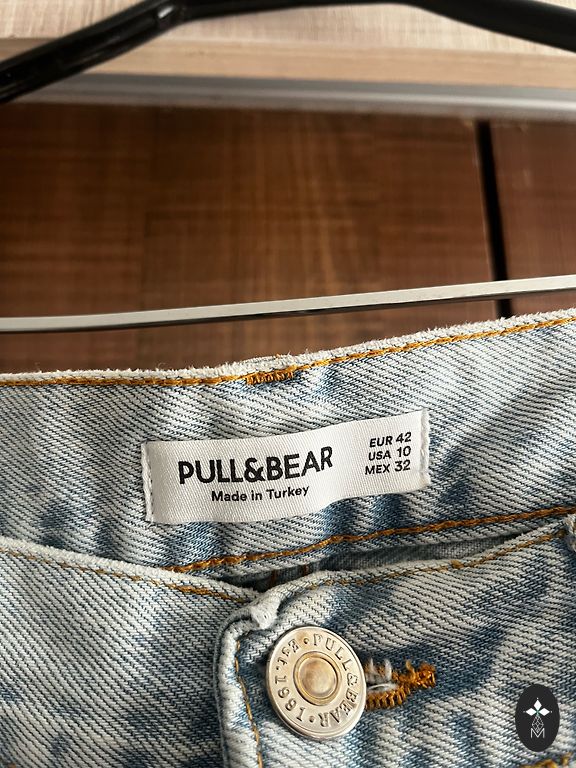 PULL&BEAR
Made in Turkey
EUR 42
USA 10
MEX 32
PULL&BEAR • Est. 1991 •
M